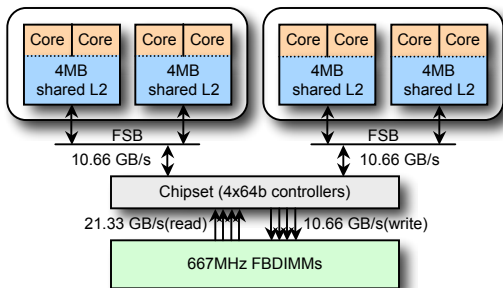 Core Core Core Core Core Core Core Core
4MB shared L2 4MB shared L2 4MB shared L2 4MB shared L2
FSB FSB
10.66 GB/s 10.66 GB/s
Chipset (4x64b controllers)
21.33 GB/s(read) 10.66 GB/s(write)
667MHz FBDIMMs